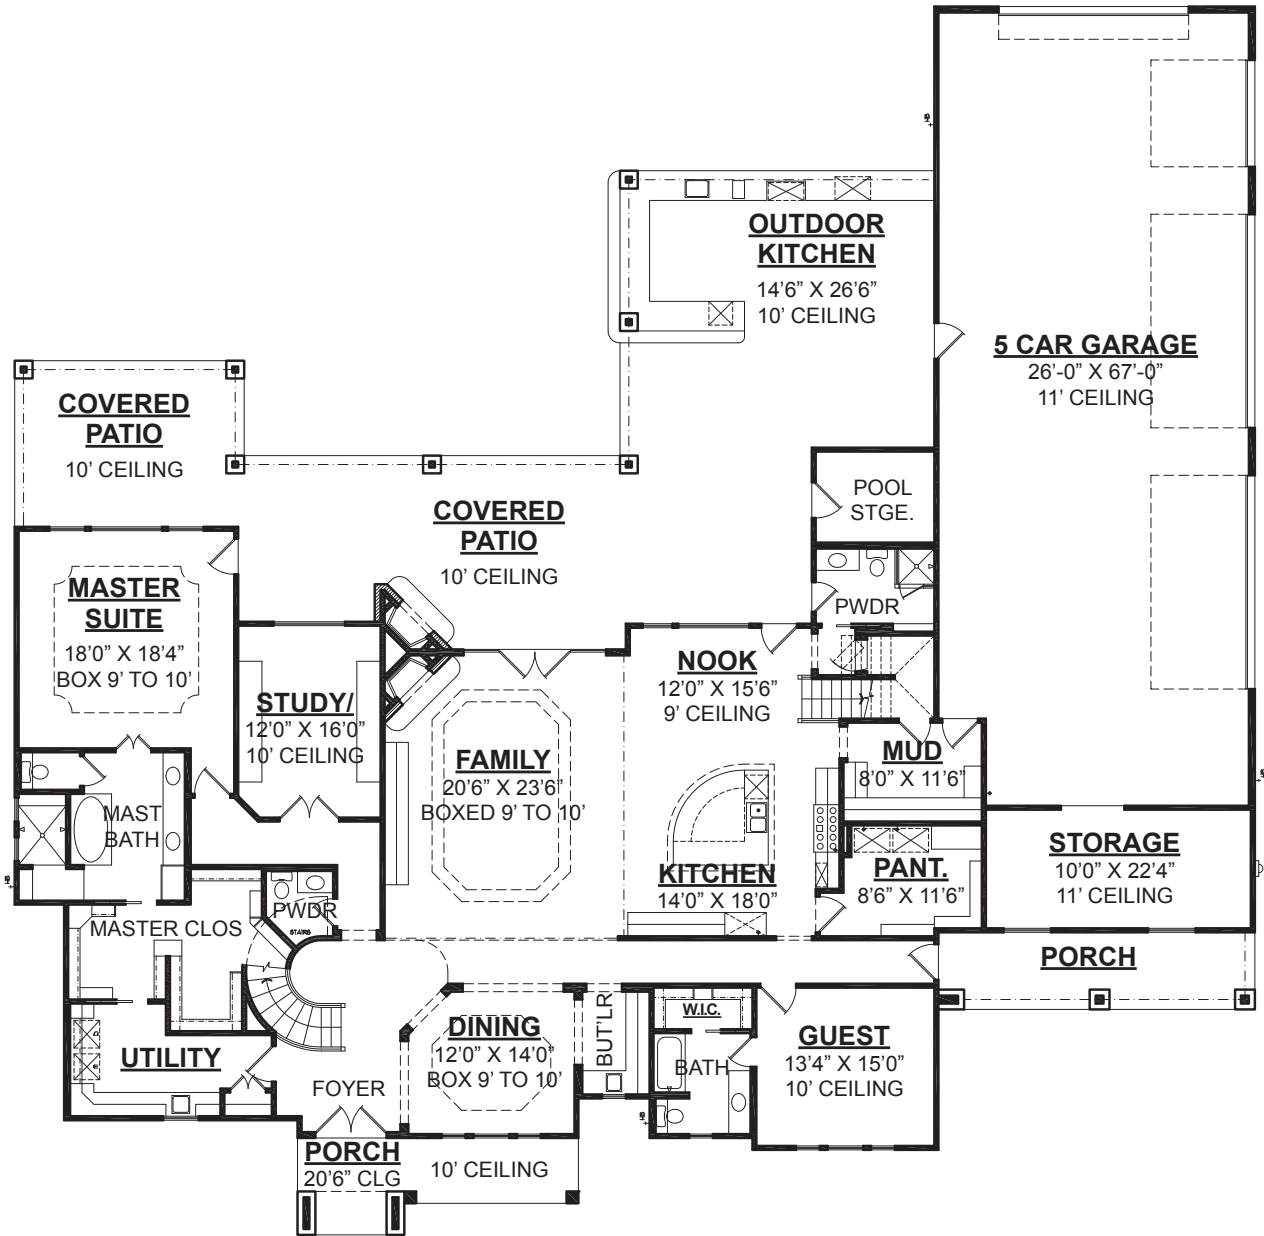 OUTDOOR
KITCHEN
14'6” X 26'6”
10’ CEILING
5 CAR GARAGE
26’-0” X 67’-0”
11’ CEILING
COVERED
PATIO
10’ CEILING
POOL
STGE.
COVERED
PATIO
10’ CEILING
MASTER
SUITE
18’0” X 18’4”
BOX 9’ TO 10’
PWDR
NOOK
12’0” X 15’6”
9’ CEILING
STUDY/
12’0” X 16’0”
10’ CEILING
FAMILY
20’6” X 23’6”
BOXED 9’ TO 10’
MUD
8’0” X 11’6”
MAST
BATH
KITCHEN
14’0” X 18’0”
PANT.
8’6” X 11’6”
STORAGE
10’0” X 22’4”
11’ CEILING
PWDR
STAIRS
MASTER CLOS
PORCH
W.I.C.
DINING
12’0” X 14’0”
BOX 9’ TO 10’
BUT’LR
BATH
GUEST
13’4” X 15’0”
10’ CEILING
UTILITY
FOYER
PORCH
20’6” CLG
10’ CEILING
HB
HB
HB
HB